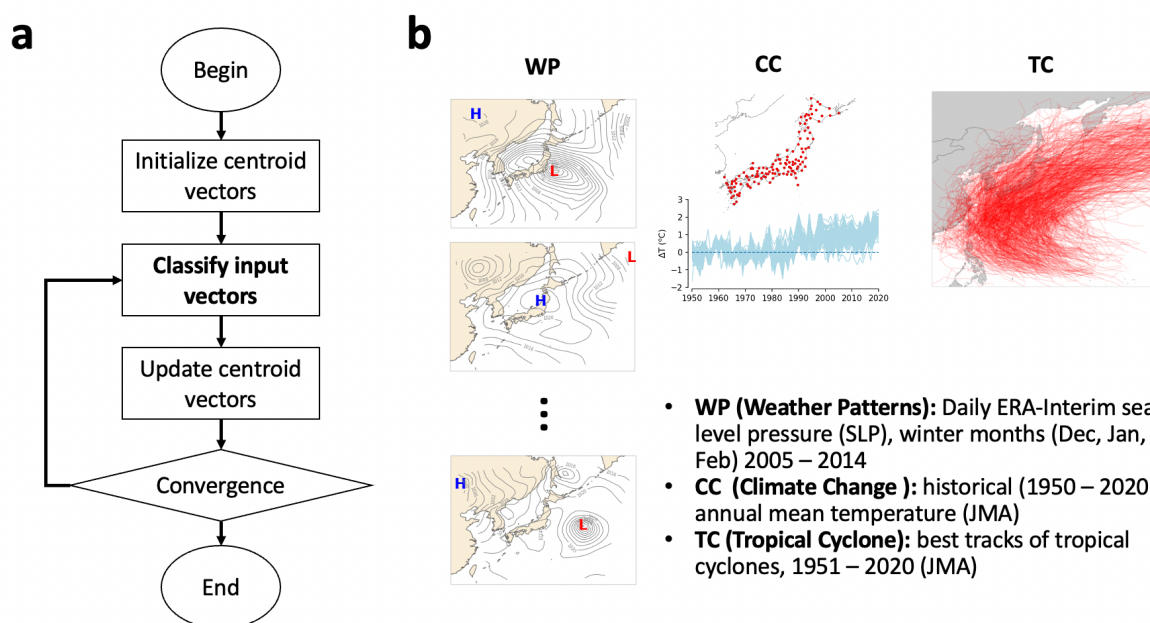 a
Begin
Initialize centroid
vectors
Classify input
vectors
Update centroid
vectors
Convergence
End
b
WP
CC
TC
H
L
L
H
H
L
ΔT (°C)
3
2
1
0
−1
−2
1950 1960 1970 1980 1990 2000 2010 2020
• WP (Weather Patterns): Daily ERA-Interim sea
level pressure (SLP), winter months (Dec, Jan,
Feb) 2005 – 2014
• CC (Climate Change ): historical (1950 – 2020
annual mean temperature (JMA)
• TC (Tropical Cyclone): best tracks of tropical
cyclones, 1951 – 2020 (JMA)